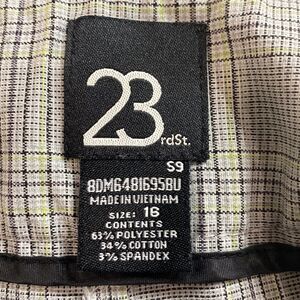 23rdSt.
S9
8DM6481695BU
MADE IN VIETNAM
SIZE: 16
CONTENTS
63% POLYESTER
34% COTTON
3% SPANDEX